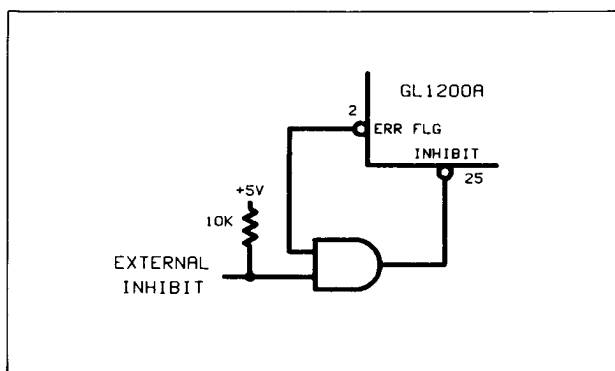 GL1200A
2
ERR FLG
INHIBIT
25
+5V
10K
EXTERNAL
INHIBIT